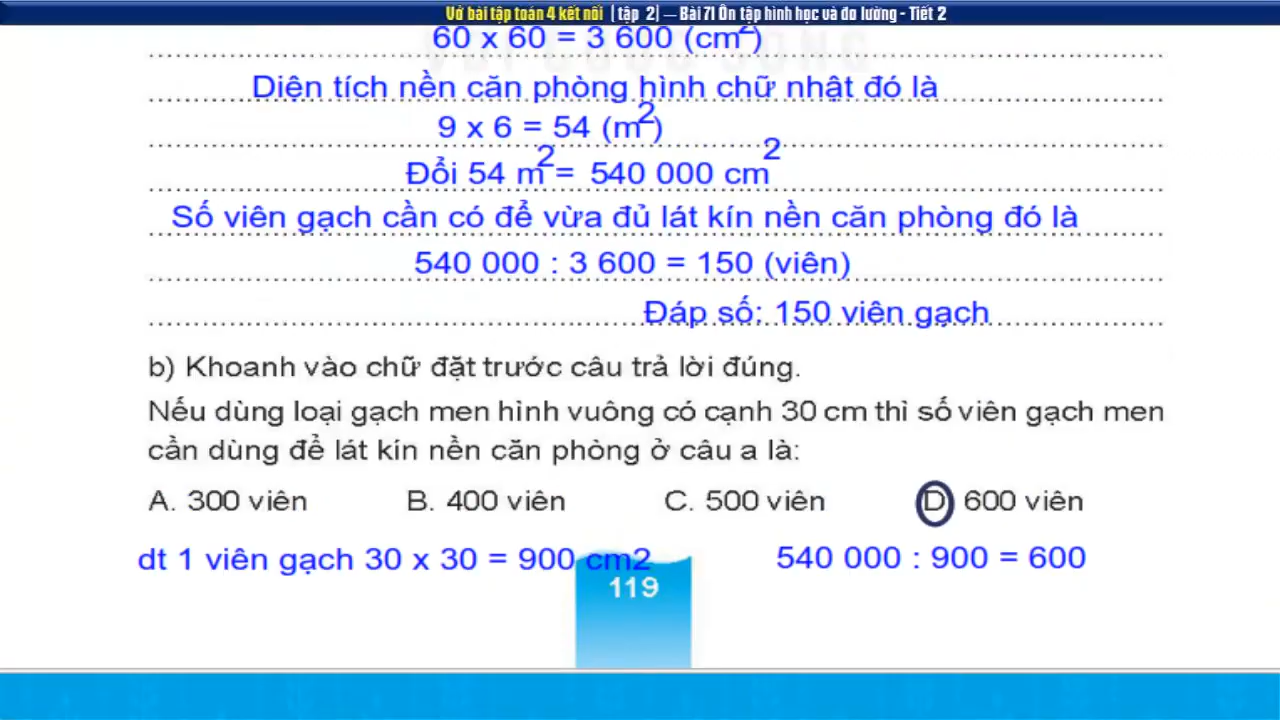 Vở bài tập toán 4 kết nối (tập 2) – Bài 71 Ôn tập hình học và đo lường - Tiết 2
60 x 60 = 3 600 (cm2)
Diện tích nền căn phòng hình chữ nhật đó là
9 x 6 = 54 (m2)
Đổi 54 m2 = 540 000 cm2
Số viên gạch cần có để vừa đủ lát kín nền căn phòng đó là
540 000 : 3 600 = 150 (viên)
Đáp số: 150 viên gạch
b) Khoanh vào chữ đặt trước câu trả lời đúng.
Nếu dùng loại gạch men hình vuông có cạnh 30 cm thì số viên gạch men
cần dùng để lát kín nền căn phòng ở câu a là:
A. 300 viên B. 400 viên C. 500 viên D 600 viên
dt 1 viên gạch 30 x 30 = 900 cm2 540 000 : 900 = 600
119